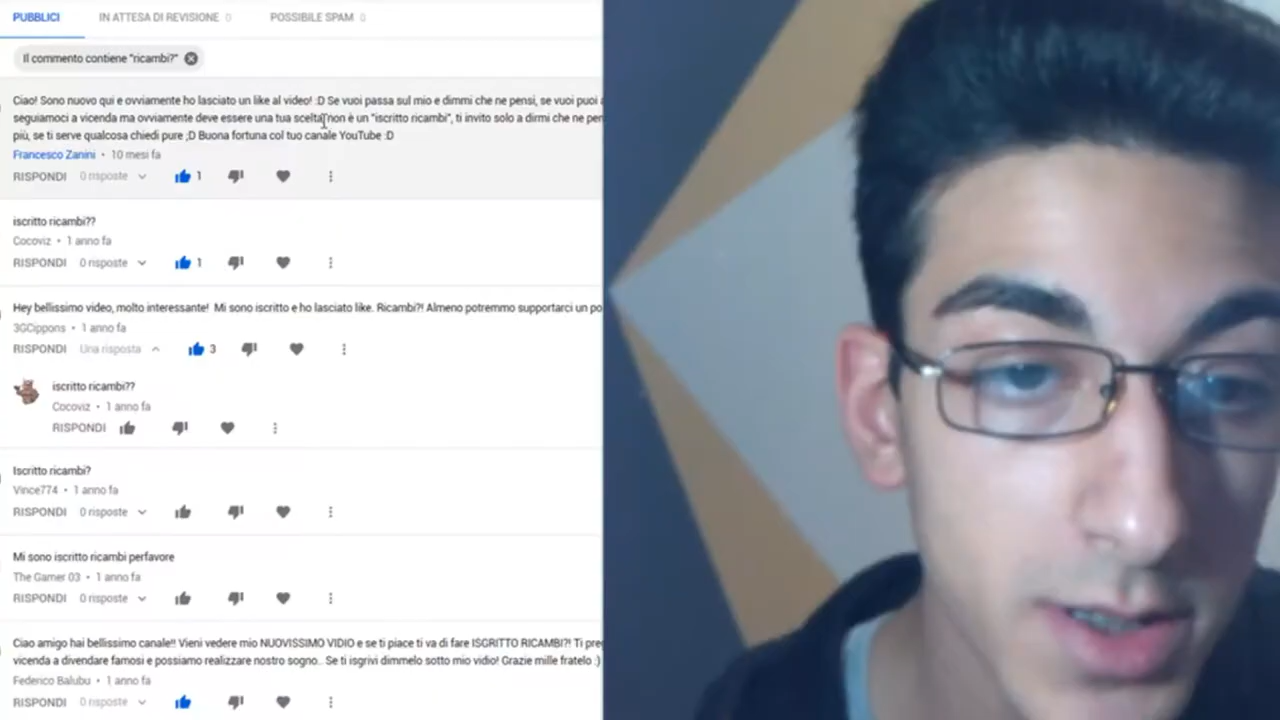 PUBBLICI IN ATTESA DI REVISIONE 0 POSSIBILE SPAM 0
Il commento contiene "ricambi?"
Ciao! Sono nuovo qui e ovviamente ho lasciato un like al video! :D Se vuoi passa sul mio e dimmi che ne pensi, se vuoi puoi
seguiamoci a vicenda ma ovviamente deve essere una tua scelta non è un "iscritto ricambi", ti invito solo a dirmi che ne
più, se ti serve qualcosa chiedi pure ;D Buona fortuna col tuo canale YouTube :D
Francesco Zanini • 10 mesi fa
RISPONDI 0 risposte 1
iscritto ricambi??
Cocoviz • 1 anno fa
RISPONDI 0 risposte 1
Hey bellissimo video, molto interessante! Mi sono iscritto e ho lasciato like. Ricambi?! Almeno potremmo supportarci un po
3GCippons • 1 anno fa
RISPONDI Una risposta 3
iscritto ricambi??
Cocoviz • 1 anno fa
RISPONDI
Iscritto ricambi?
Vince774 • 1 anno fa
RISPONDI 0 risposte
Mi sono iscritto ricambi perfavore
The Gamer 03 • 1 anno fa
RISPONDI 0 risposte
Ciao amigo hai bellissimo canale!! Vieni vedere mio NUOVISSIMO VIDIO e se ti piace ti va di fare ISGRITTO RICAMBI?! Ti
vicenda a divendare famosi e possiamo realizzare nostro sogno.. Se ti isgrivi dimmelo sotto mio vidio! Grazie mille fratelo :)
Federico Balubu • 1 anno fa
RISPONDI 0 risposte